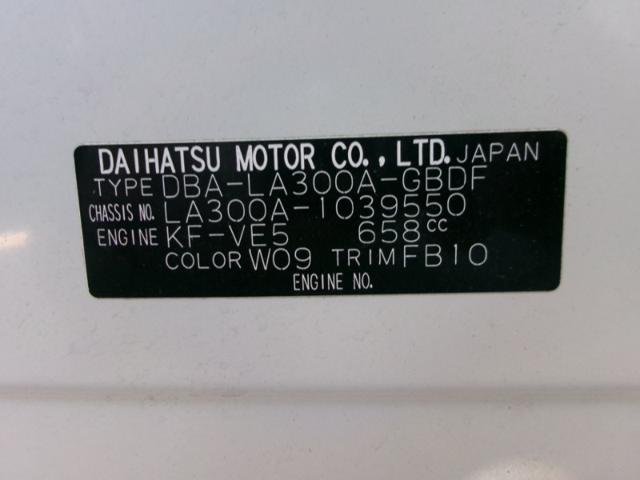 DAIHATSU MOTOR CO., LTD. JAPAN
TYPE DBA-LA300A-GBDF
CHASSIS NO. LA300A-1039550
ENGINE KF-VE5 658cc
COLOR W09 TRIM FB10
ENGINE NO.